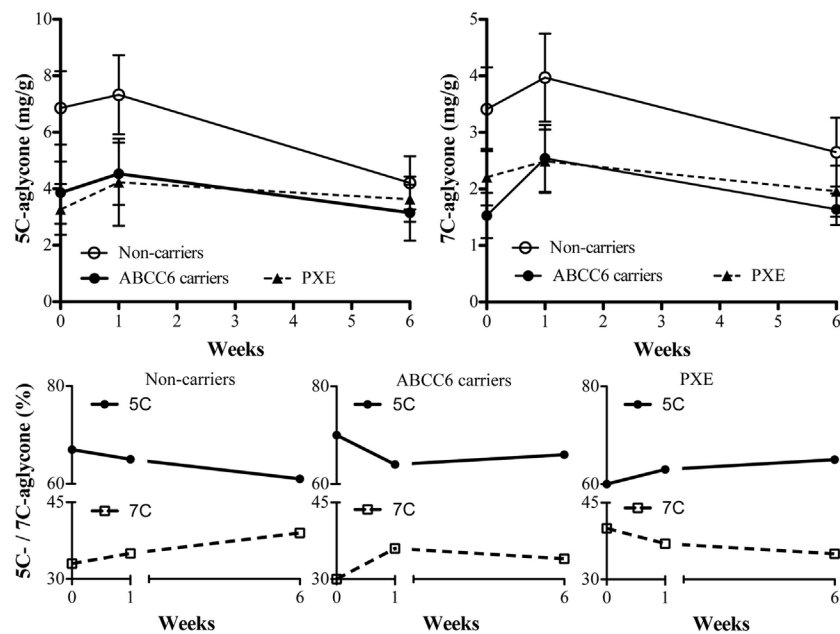 5C-aglycone (mg/g)
10
8
6
4
2
0
Non-carriers
ABCC6 carriers
PXE
0 1 2 3 4 5 6
Weeks
7C-aglycone (mg/g)
5
4
3
2
1
0
Non-carriers
ABCC6 carriers
PXE
0 1 2 3 4 5 6
Weeks
5C- / 7C-aglycone (%)
Non-carriers
80
5C
60
45
7C
30
0 1 6
Weeks
ABCC6 carriers
80
5C
60
45
7C
30
0 1 6
Weeks
PXE
80
5C
60
45
7C
30
0 1 6
Weeks